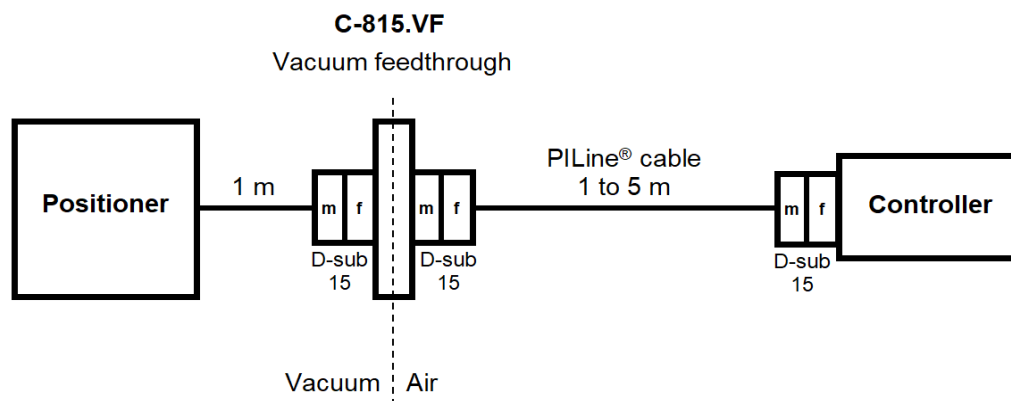 C-815.VF
Vacuum feedthrough
PILine® cable
1 m
1 to 5 m
Positioner
m f
m f
m f
Controller
D-sub
15
D-sub
15
D-sub
15
Vacuum
Air